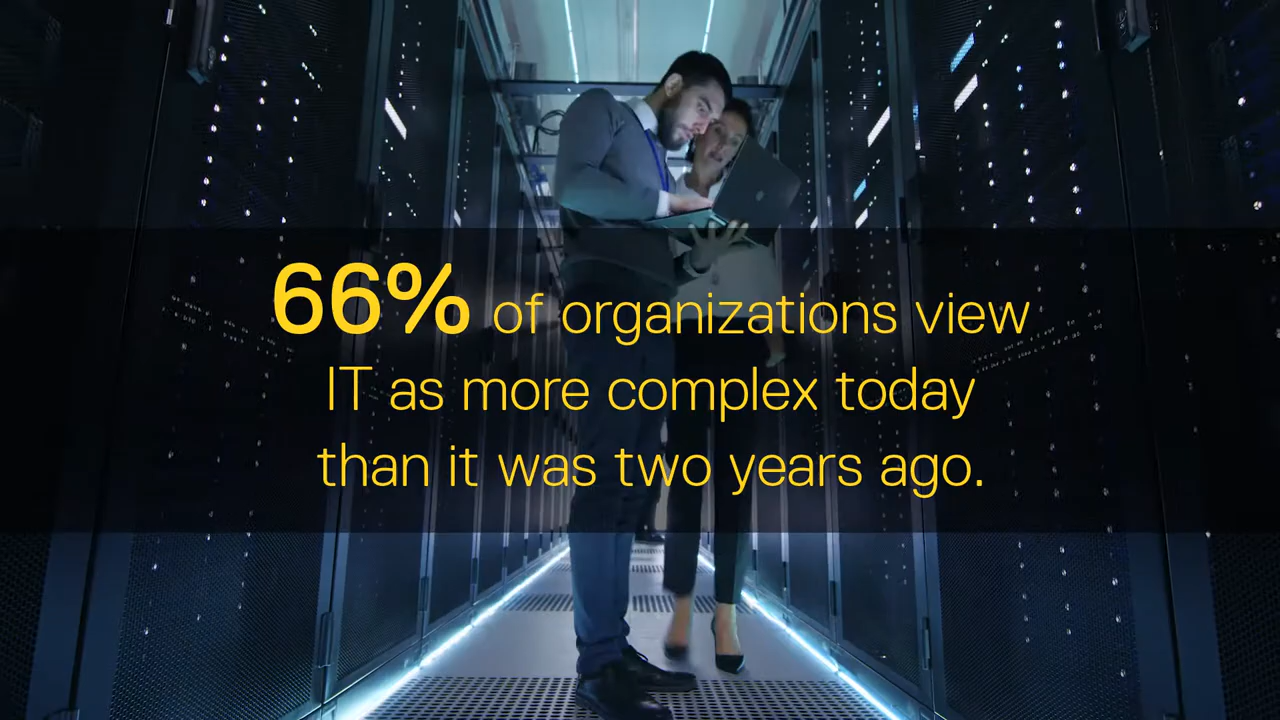 66% of organizations view
IT as more complex today
than it was two years ago.